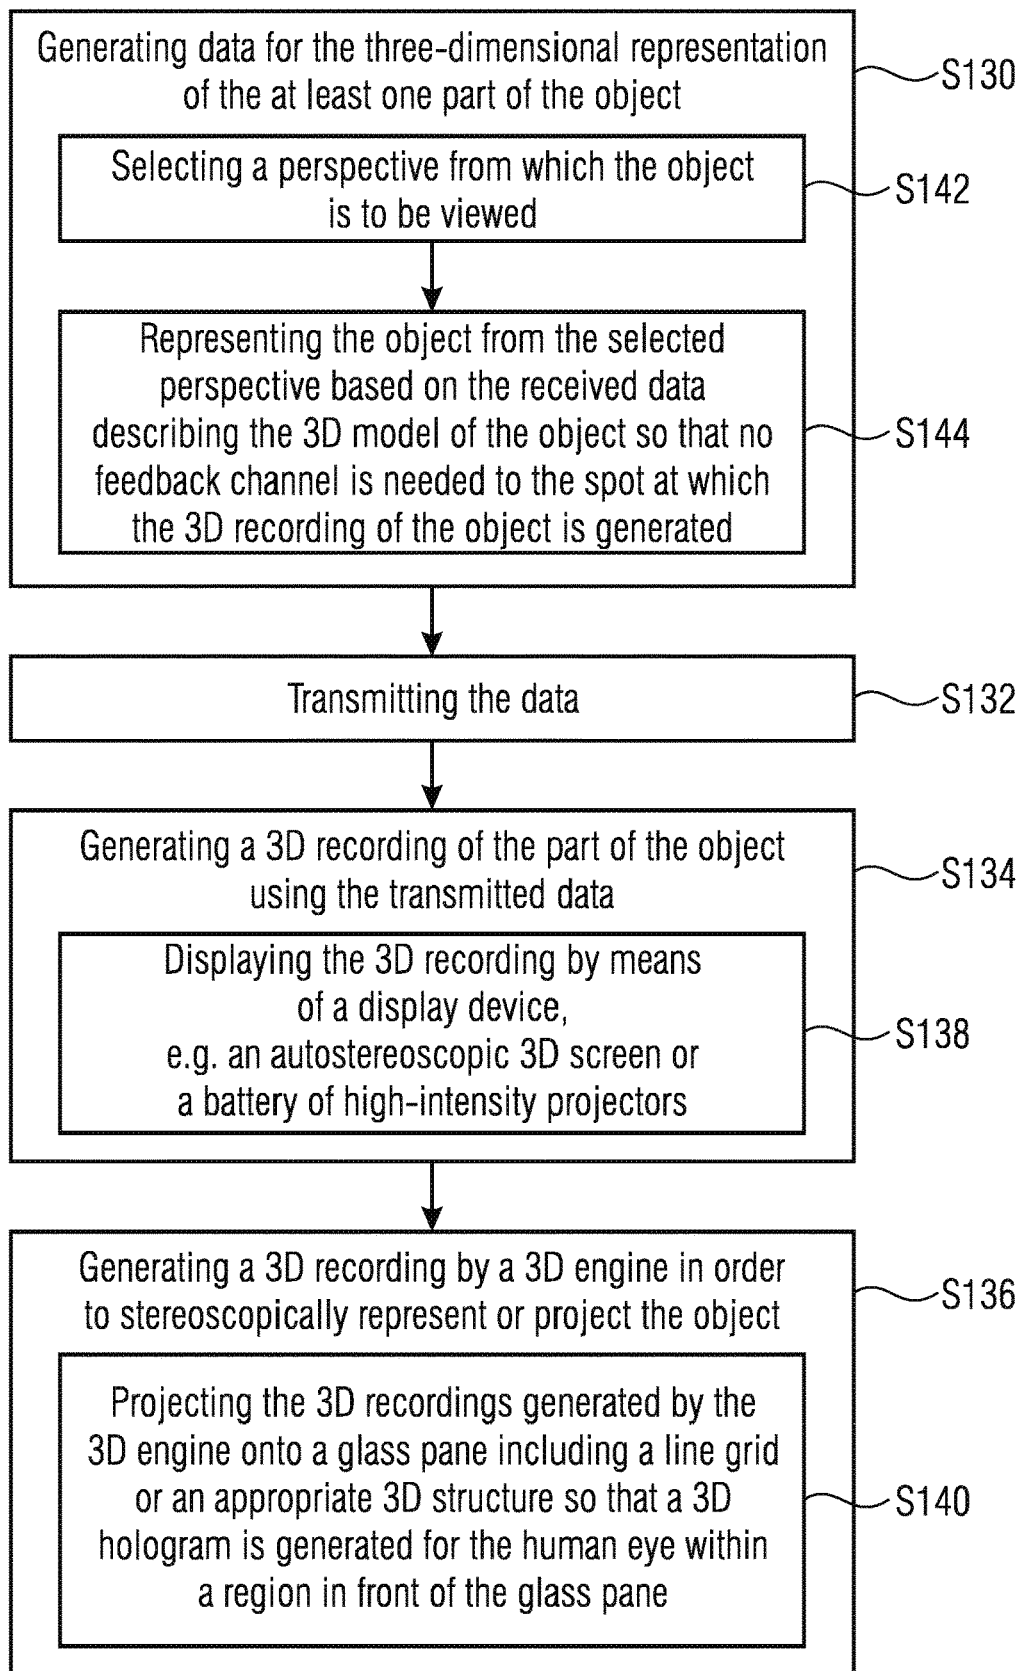 Generating data for the three-dimensional representation
of the at least one part of the object
S130
Selecting a perspective from which the object
is to be viewed
S142
Representing the object from the selected
perspective based on the received data
describing the 3D model of the object so that no
feedback channel is needed to the spot at which
the 3D recording of the object is generated
S144
Transmitting the data
S132
Generating a 3D recording of the part of the object
using the transmitted data
S134
Displaying the 3D recording by means
of a display device,
e.g. an autostereoscopic 3D screen or
a battery of high-intensity projectors
S138
Generating a 3D recording by a 3D engine in order
to stereoscopically represent or project the object
S136
Projecting the 3D recordings generated by the
3D engine onto a glass pane including a line grid
or an appropriate 3D structure so that a 3D
hologram is generated for the human eye within
a region in front of the glass pane
S140